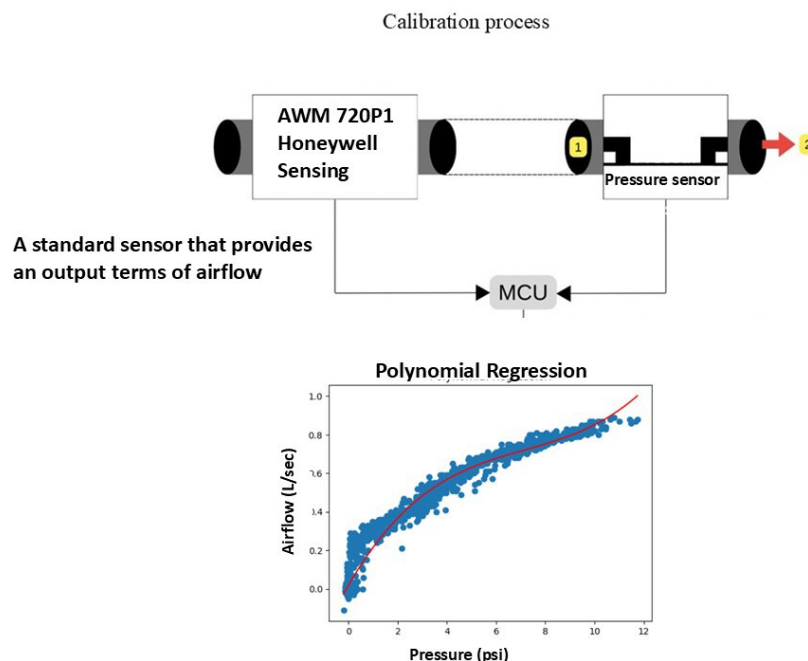 Calibration process
AWM 720P1
Honeywell
Sensing
1
2
Pressure sensor
A standard sensor that provides
an output terms of airflow
MCU
Polynomial Regression
1.0
0.8
0.2
0.0
Airflow (L/sec)
0 2 4 6 8 10 12
Pressure (psi)